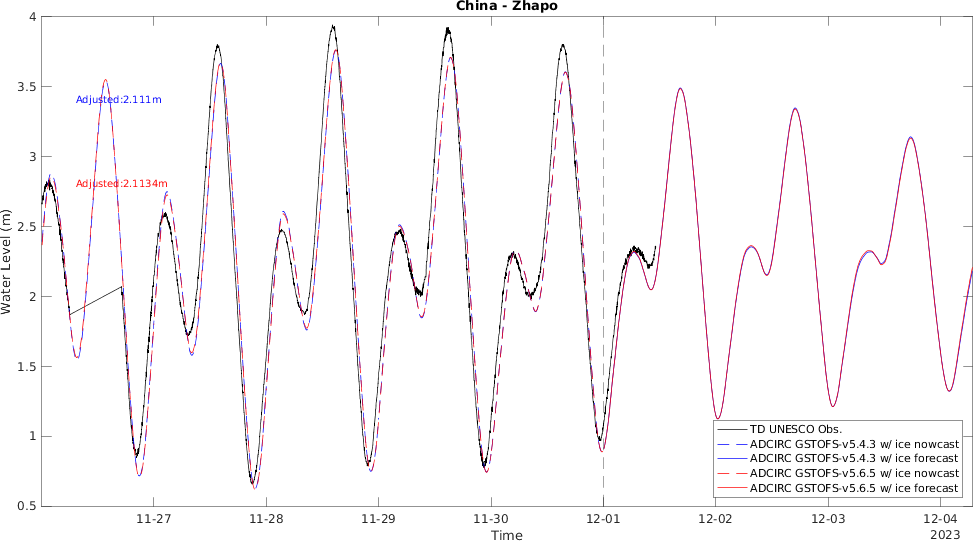 China - Zhapo
4
3.5
3
2.5
2
1.5
1
0.5
Water Level (m)
Adjusted:2.111m
Adjusted:2.1134m
TD UNESCO Obs.
ADCIRC GSTOFS-v5.4.3 w/ ice nowcast
ADCIRC GSTOFS-v5.4.3 w/ ice forecast
ADCIRC GSTOFS-v5.6.5 w/ ice nowcast
ADCIRC GSTOFS-v5.6.5 w/ ice forecast
11-27 11-28 11-29 11-30 12-01 12-02 12-03 12-04
Time 2023